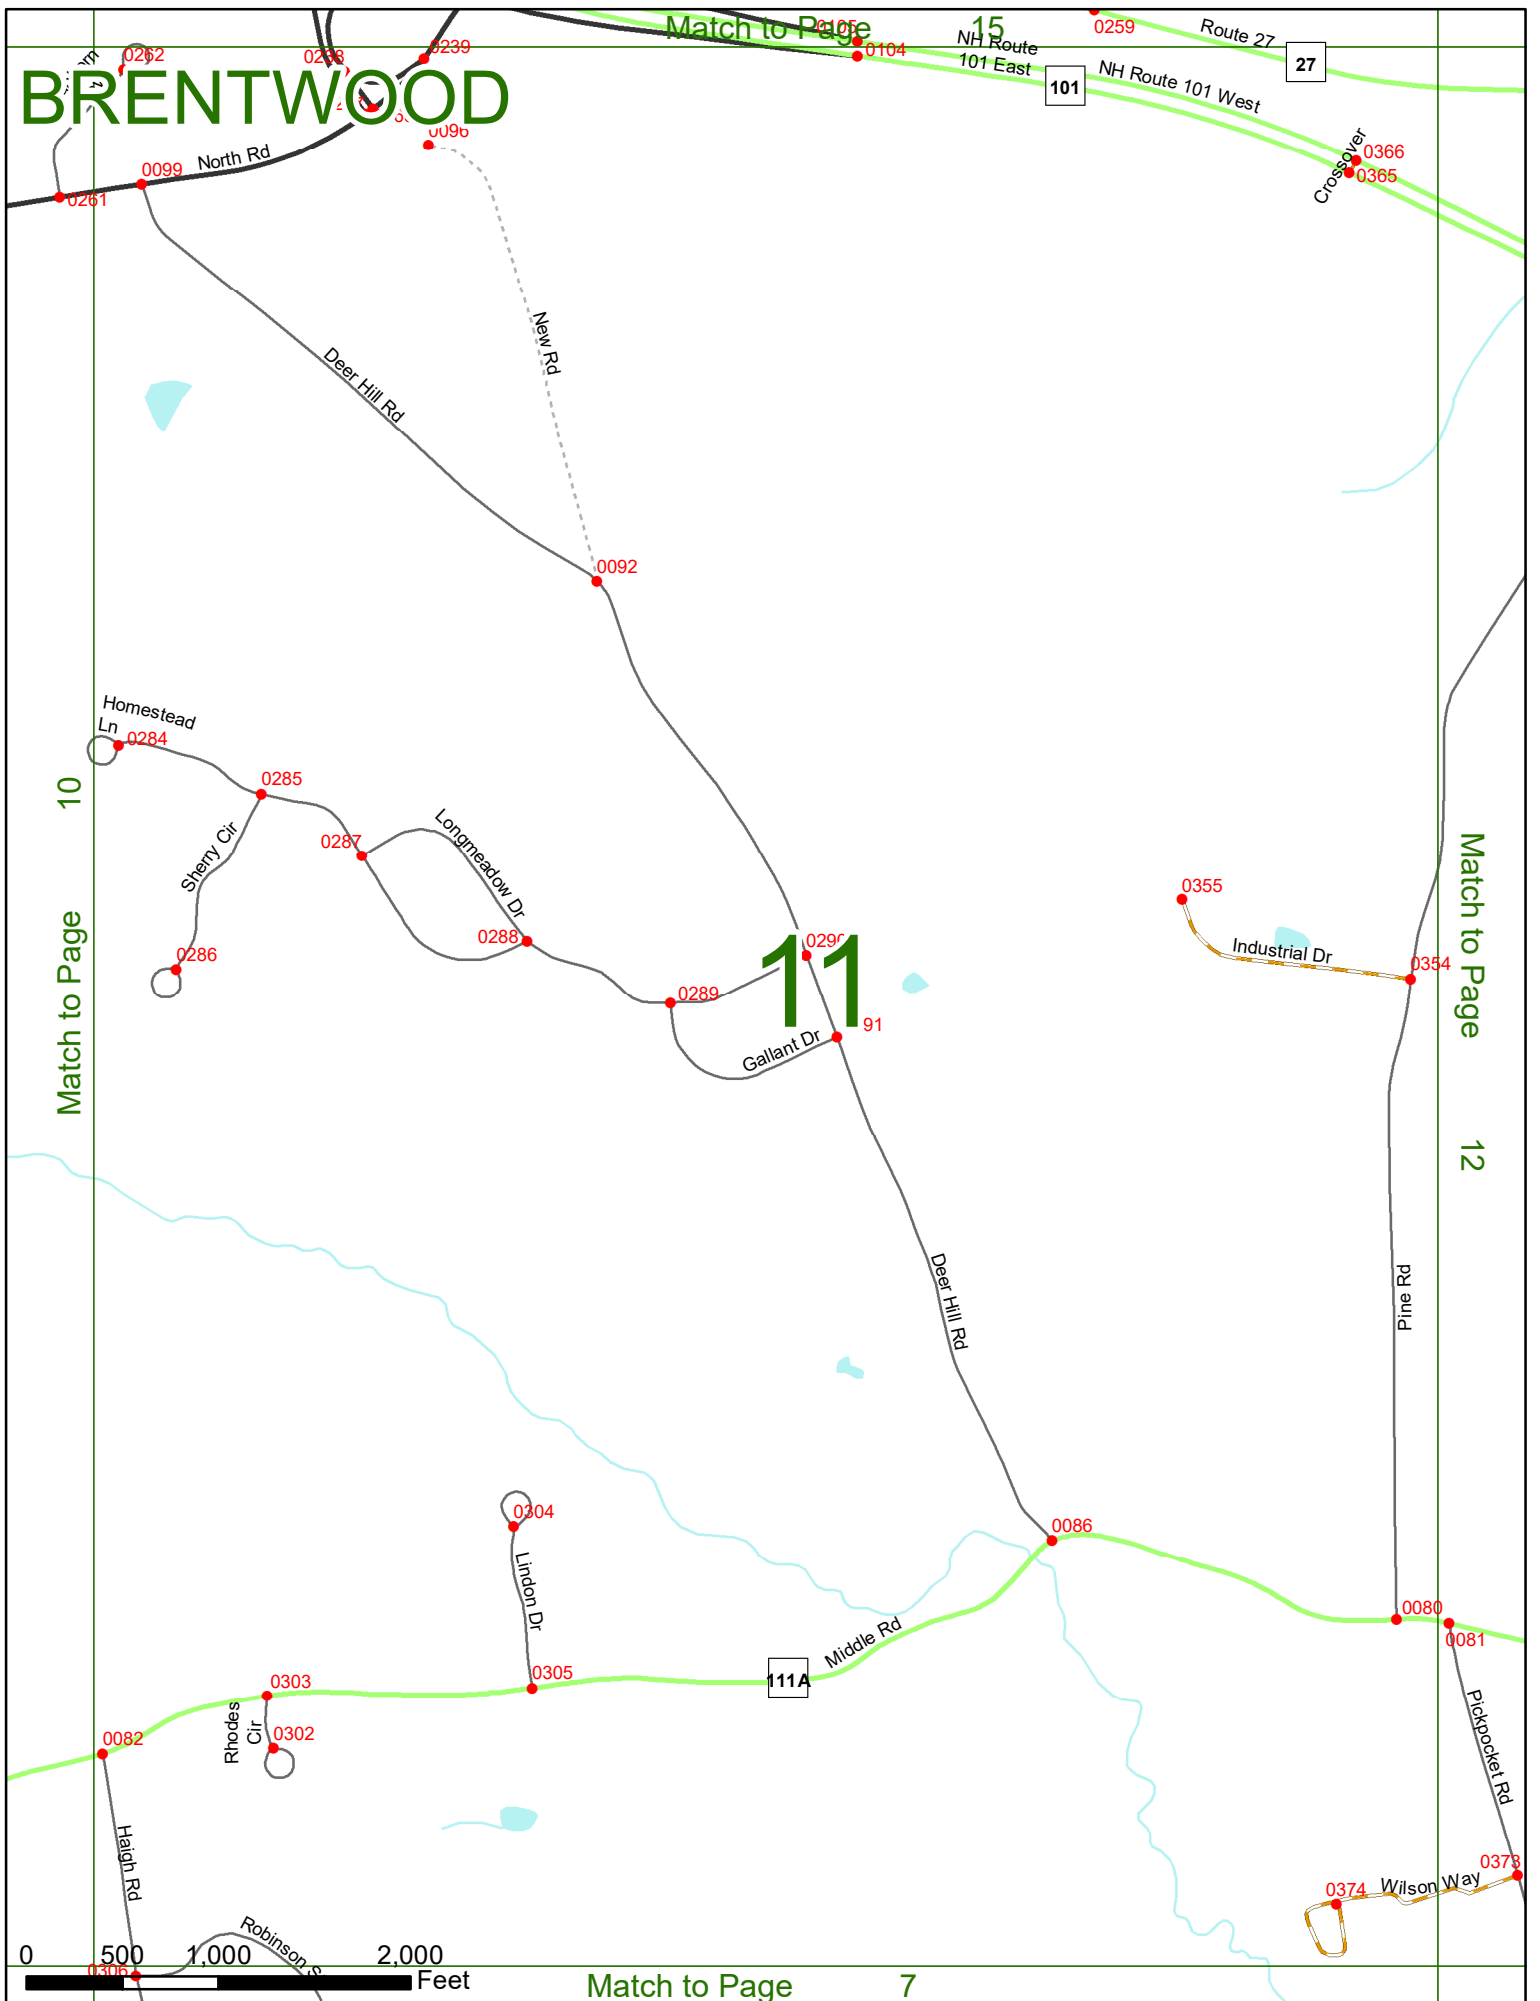 Match to Page 15
0105
0104
0259
Route 27
27
NH Route
101 East
101
NH Route 101 West
0262
0239
BRENTWOOD
0096
Crossover
0366
0365
North Rd
0099
0261
New Rd
Deer Hill Rd
0092
Homestead
Ln
0284
0285
0287
Sherry Cir
Longmeadow Dr
0286
0288
0289
11
91
Gallant Dr
0355
Industrial Dr
0354
Match to Page 10
Match to Page 12
Deer Hill Rd
Pine Rd
0086
0304
Lindon Dr
0305
Middle Rd
111A
0080
0081
0303
Rhodes
Cir
0302
0082
Haigh Rd
Pickpocket Rd
0373
Wilson Way
0374
Robinson
0306
0 500 1,000 2,000
Feet
Match to Page 7